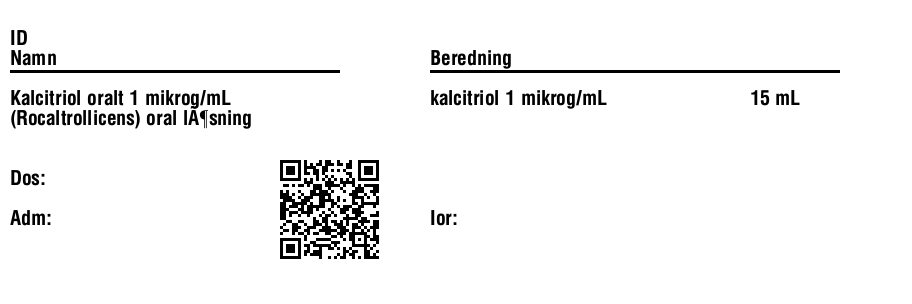 ID
Namn
Beredning
Kalcitriol oralt 1 mikrog/mL
(Rocaltrollicens) oral lÃ¶sning
kalcitriol 1 mikrog/mL 15 mL
Dos:
Adm:
Ior: